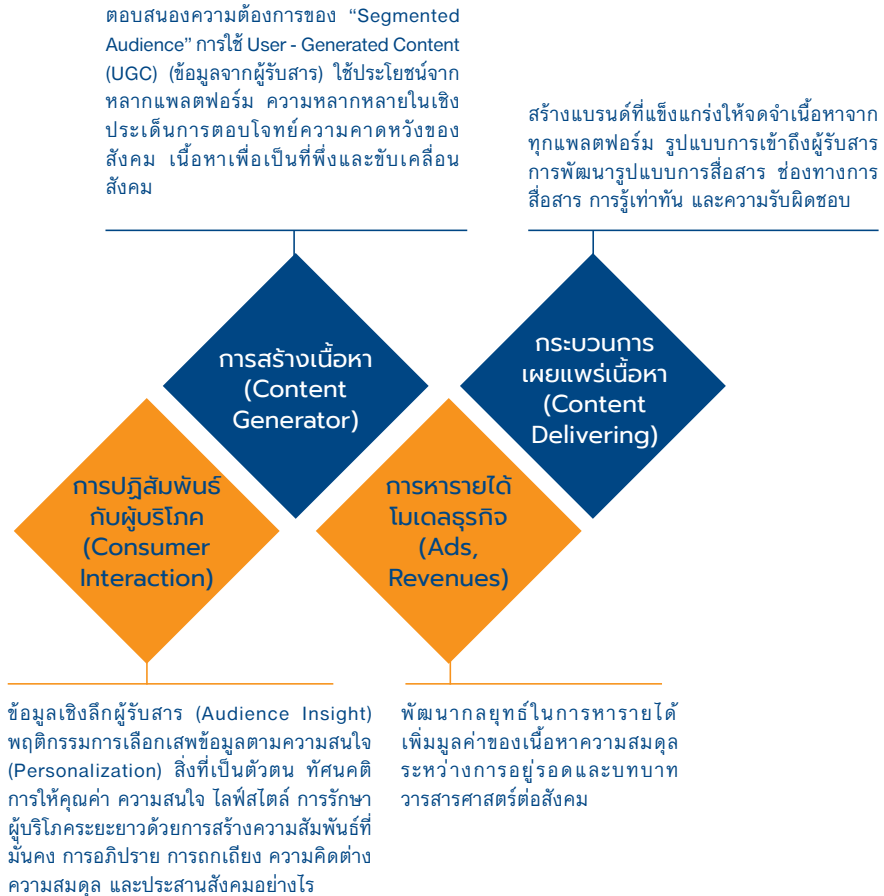 ตอบสนองความต้องการของ “Segmented
Audience” การใช้ User - Generated Content
(UGC) (ข้อมูลจากผู้รับสาร) ใช้ประโยชน์จาก
หลากแพลตฟอร์ม ความหลากหลายในเชิง
ประเด็นการตอบโจทย์ความคาดหวังของ
สังคม เนื้อหาเพื่อเป็นที่พึ่งและขับเคลื่อน
สังคม
สร้างแบรนด์ที่แข็งแกร่งให้จดจำเนื้อหาจาก
ทุกแพลตฟอร์ม รูปแบบการเข้าถึงผู้รับสาร
การพัฒนารูปแบบการสื่อสาร ช่องทางการ
สื่อสาร การรู้เท่าทัน และความรับผิดชอบ
การสร้างเนื้อหา
(Content
Generator)
กระบวนการ
เผยแพร่เนื้อหา
(Content
Delivering)
การปฏิสัมพันธ์
กับผู้บริโภค
(Consumer
Interaction)
การหารายได้
โมเดลธุรกิจ
(Ads,
Revenues)
ข้อมูลเชิงลึกผู้รับสาร (Audience Insight)
พฤติกรรมการเลือกเสพข้อมูลตามความสนใจ
(Personalization) สิ่งที่เป็นตัวตน ทัศนคติ
การให้คุณค่า ความสนใจ ไลฟ์สไตล์ การรักษา
ผู้บริโภคระยะยาวด้วยการสร้างความสัมพันธ์ที่
มั่นคง การอภิปราย การถกเถียง ความคิดต่าง
ความสมดุล และประสานสังคมอย่างไร
พัฒนากลยุทธ์ในการหารายได้
เพิ่มมูลค่าของเนื้อหาความสมดุล
ระหว่างการอยู่รอดและบทบาท
วารสารศาสตร์ต่อสังคม